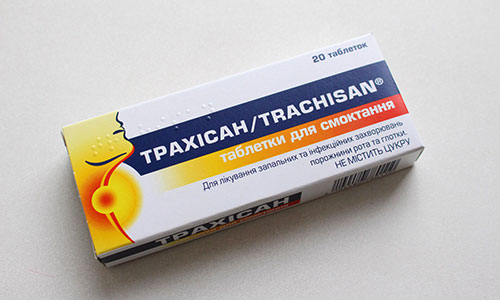 20 таблеток
ТРАХІСАН/TRACHISAN®
таблетки для смоктання
Для лікування запальних та інфекційних захворювань
порожнини рота та глотки.
НЕ МІСТИТЬ ЦУКРУ
ТРАХІСАН